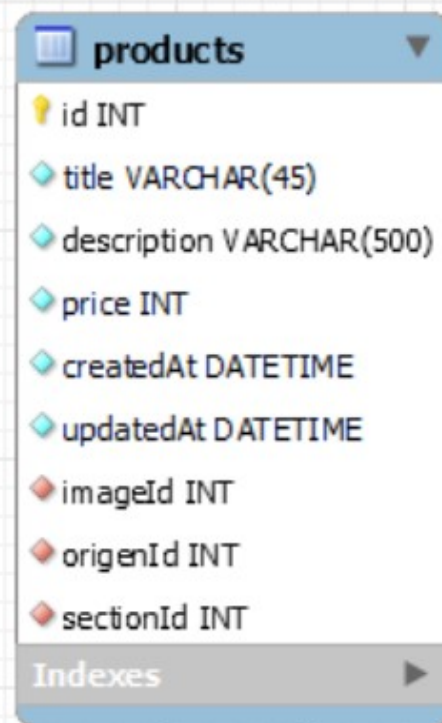 products
id INT
title VARCHAR(45)
description VARCHAR(500)
price INT
createdAt DATETIME
updatedAt DATETIME
imageId INT
origenId INT
sectionId INT
Indexes